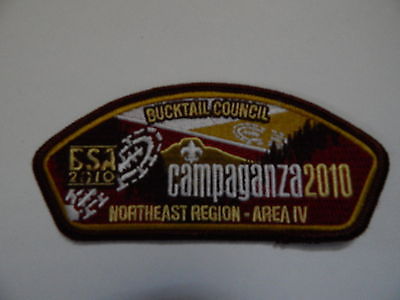 BUCKTAIL COUNCIL
BSA
2010
campaganza2010
NORTHEAST REGION - AREA IV